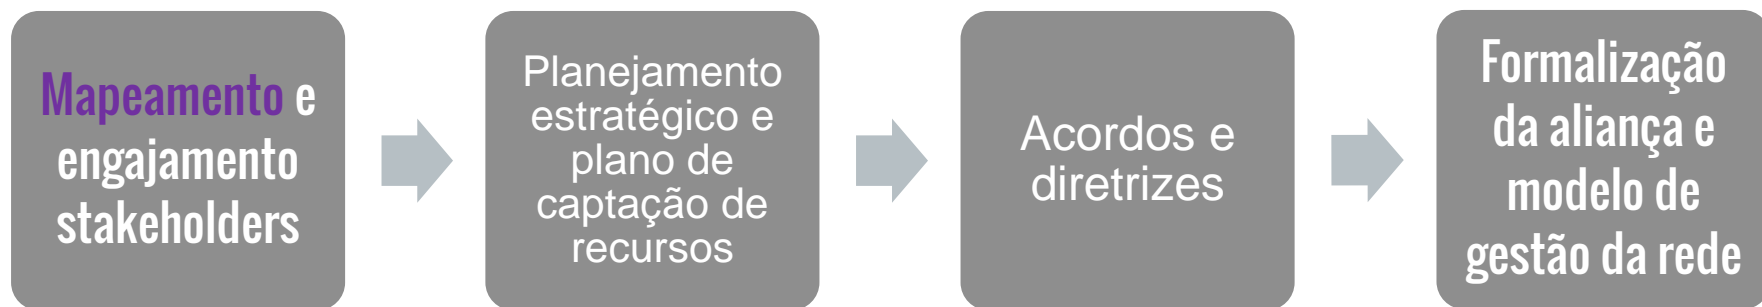 Mapeamento e
engajamento
stakeholders
Planejamento
estratégico e
plano de
captação de
recursos
Acordos e
diretrizes
Formalização
da aliança e
modelo de
gestão da rede